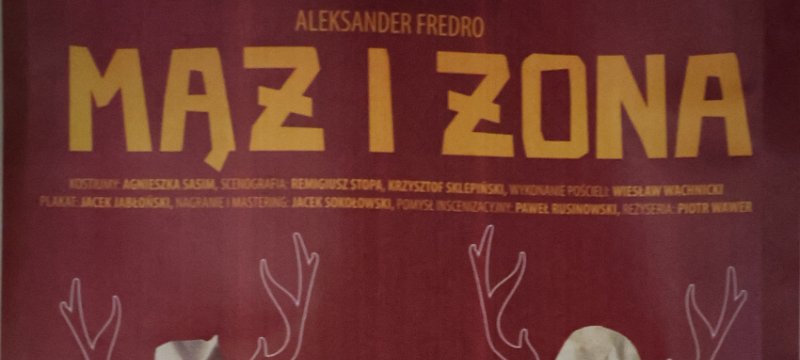 ALEKSANDER FREDRO
MĄŻ I ŻONA
KOSTIUMY: AGNIESZKA SASIM, SCENOGRAFIA: REMIGIUSZ STOPA, KRZYSZTOF SKLEPIŃSKI, WYKONANIE POŚCIELI: WIESŁAW WACHNICKI
PLAKAT: JACEK JABŁOŃSKI, NAGRANIE I MASTERING: JACEK SOKOŁOWSKI, POMYSŁ INSCENIZACYJNY: PAWEŁ RUSINOWSKI, REŻYSERIA: PIOTR WAWER